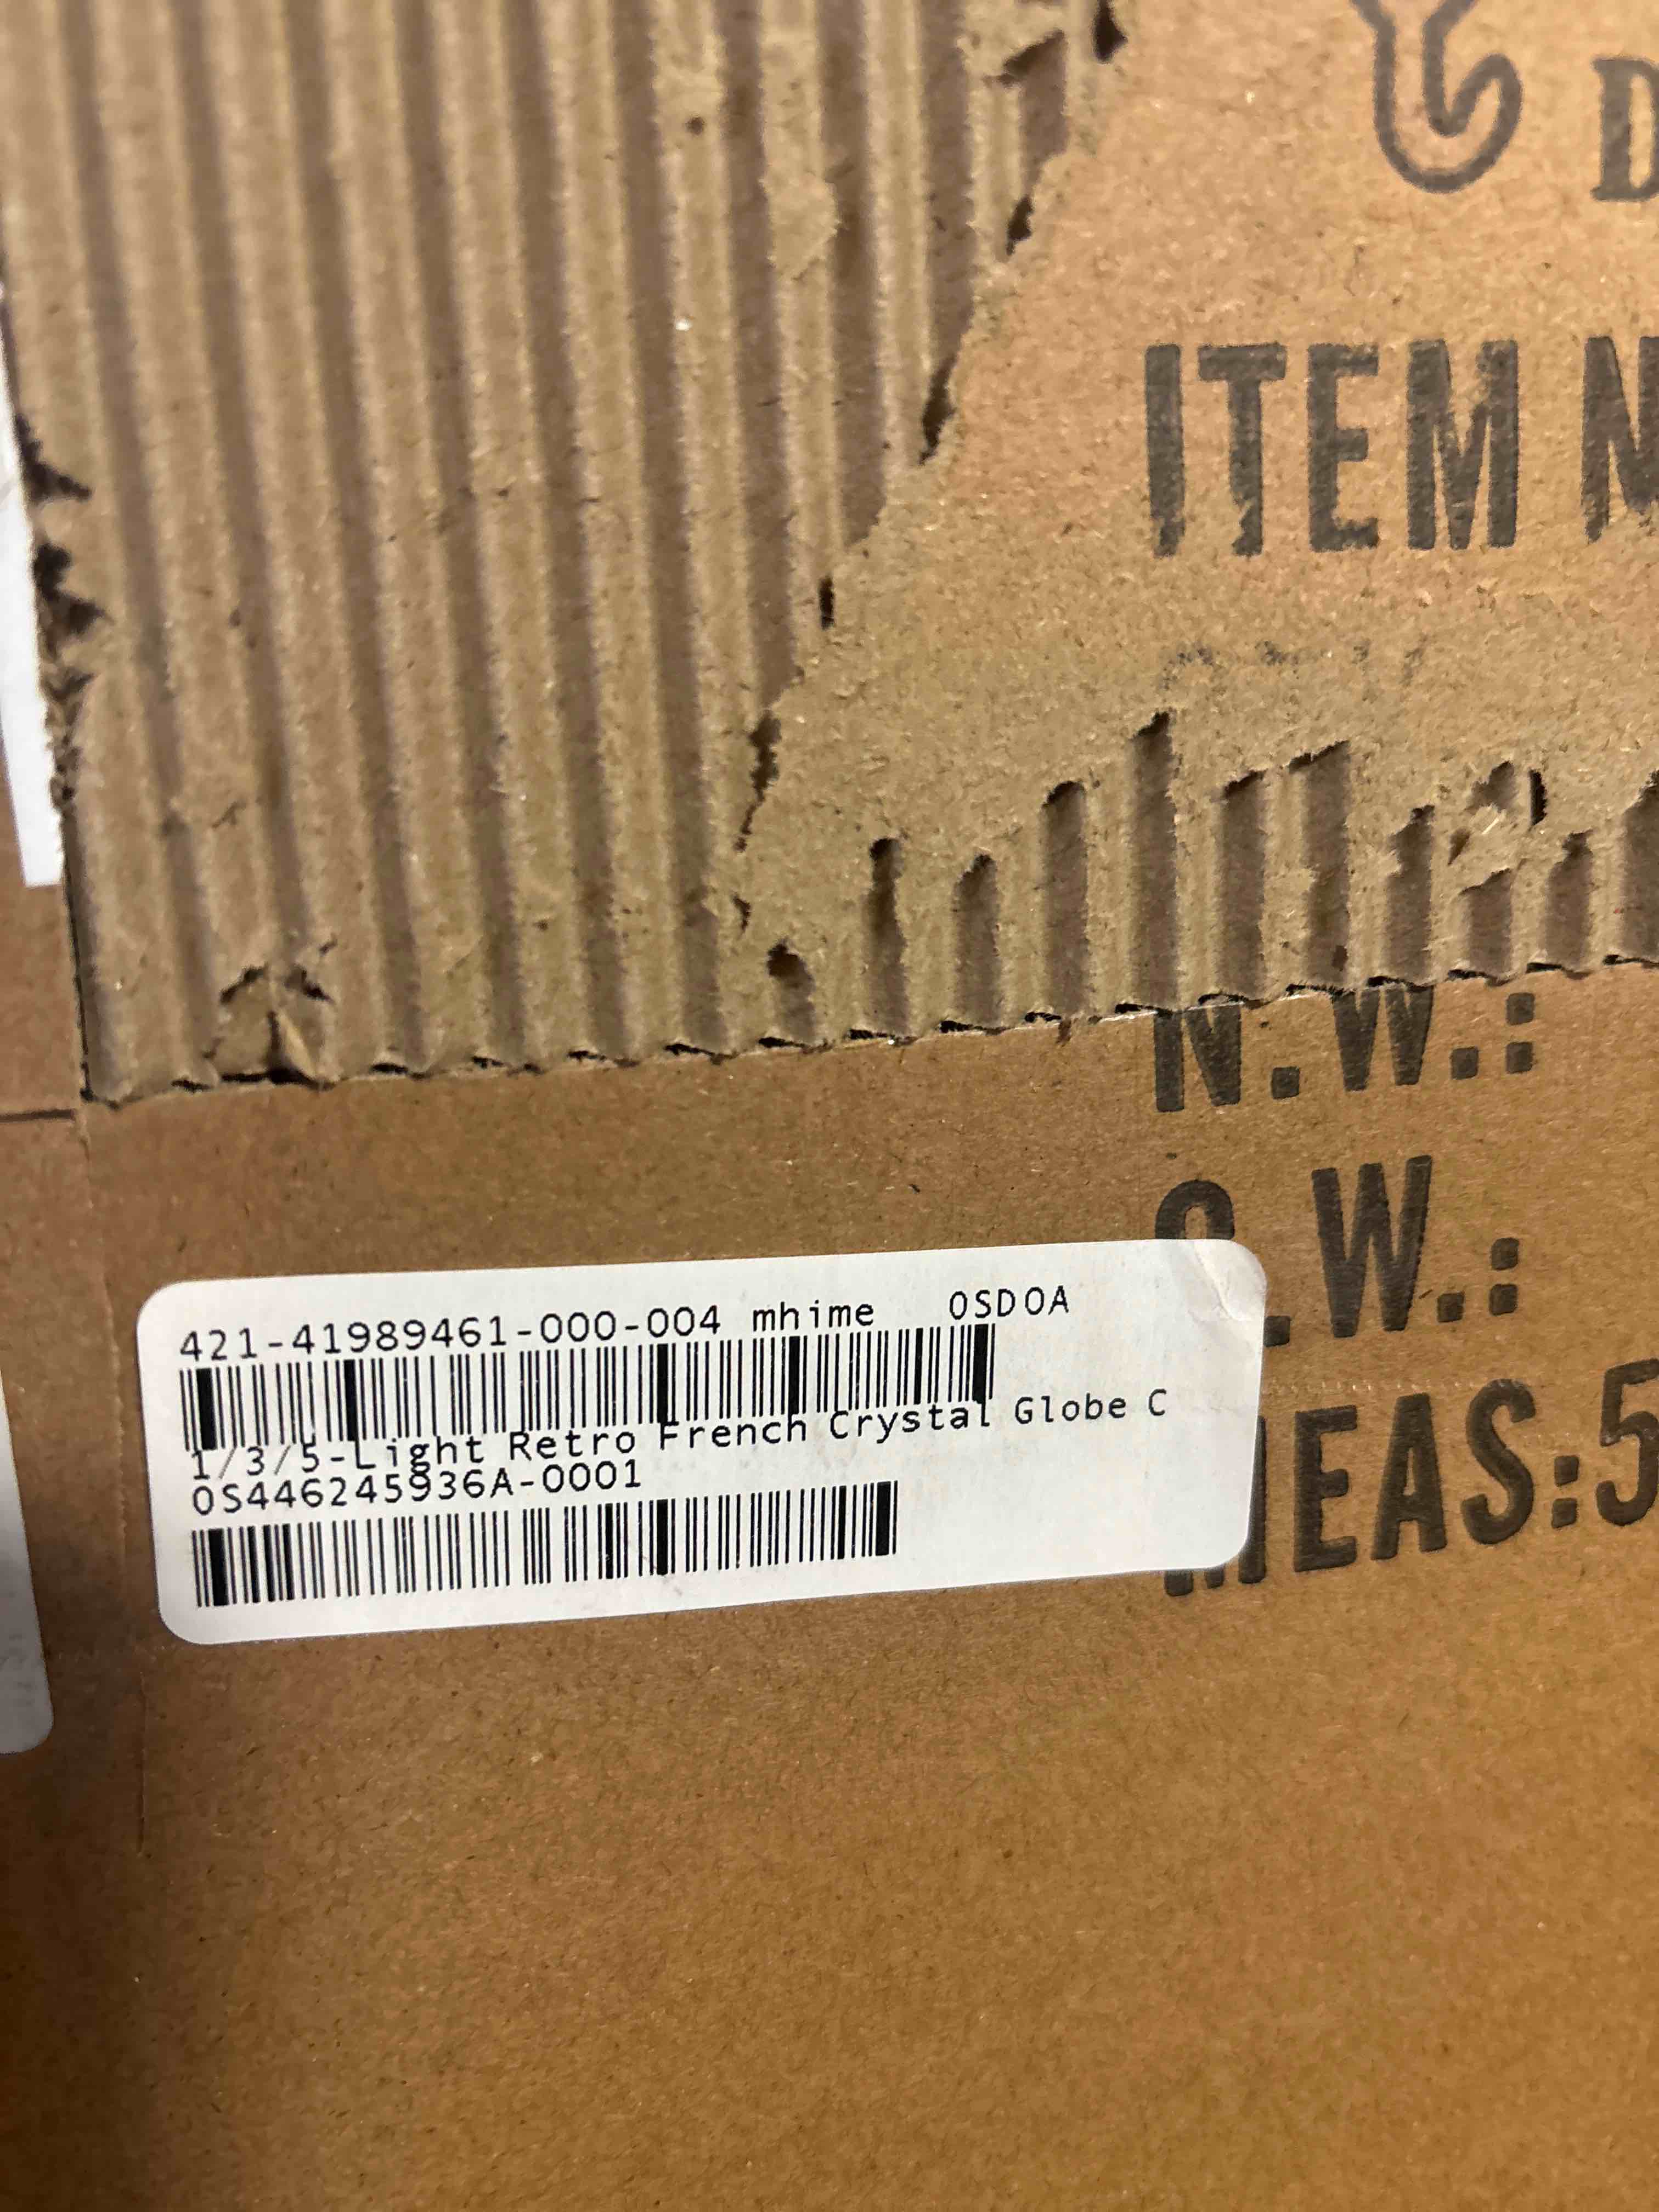 D
ITEM N
N.W.:
.W.:
MEAS:5
421-41989461-000-004 mhime OSDOA
1/3/5-Light Retro French Crystal Globe C
OS446245936A-0001